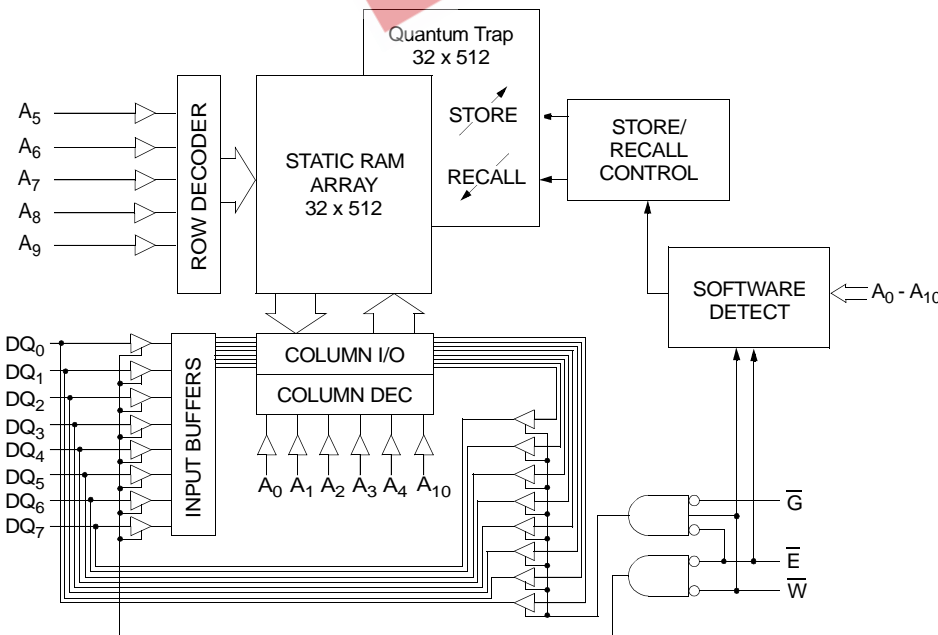 Quantum Trap
32 x 512
STORE
RECALL
STATIC RAM
ARRAY
32 x 512
STORE/
RECALL
CONTROL
A5
A6
A7
A8
A9
ROW DECODER
SOFTWARE
DETECT
A0 - A10
DQ0
DQ1
DQ2
DQ3
DQ4
DQ5
DQ6
DQ7
INPUT BUFFERS
COLUMN I/O
COLUMN DEC
A0 A1 A2 A3 A4 A10
G̅
E̅
W̅